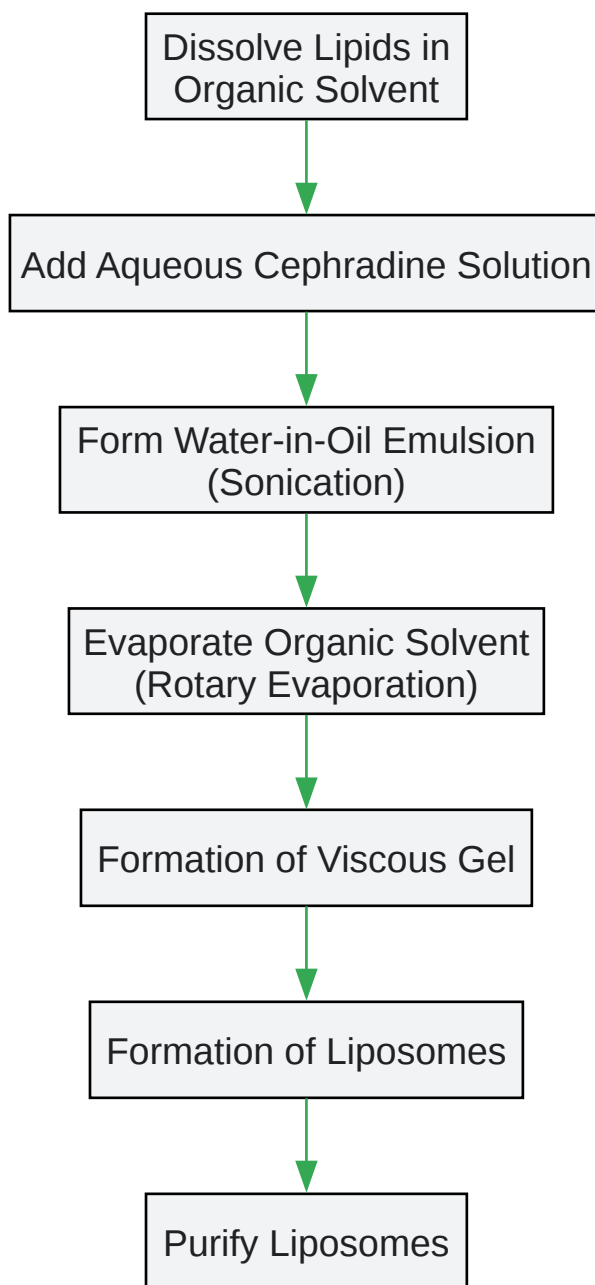 Dissolve Lipids in
Organic Solvent
Add Aqueous Cephradine Solution
Form Water-in-Oil Emulsion
(Sonication)
Evaporate Organic Solvent
(Rotary Evaporation)
Formation of Viscous Gel
Formation of Liposomes
Purify Liposomes